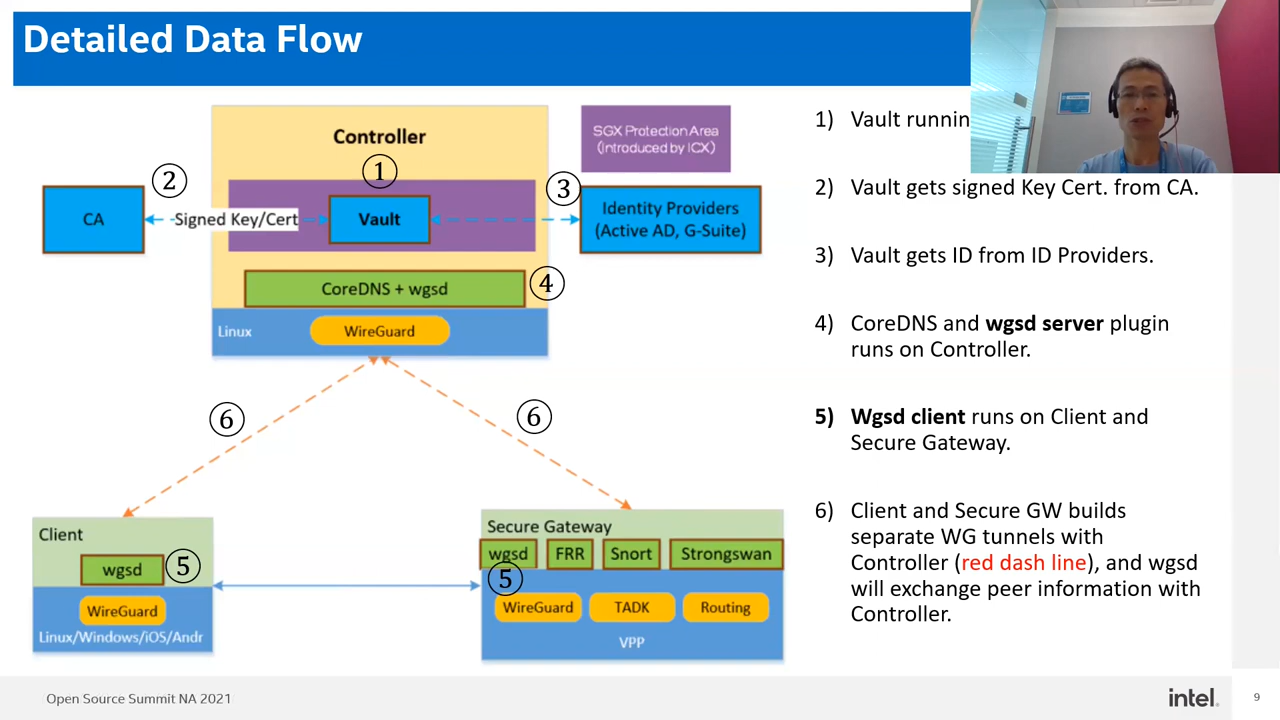 Detailed Data Flow
Controller
SGX Protection Area
(introduced by ICX)
①
②
③
CA
Signed Key/Cert
Vault
Identity Providers
(Active AD, G-Suite)
CoreDNS + wgsd
④
Linux
WireGuard
⑥
⑥
Client
wgsd
⑤
WireGuard
Linux/Windows/iOS/Andr
Secure Gateway
wgsd
FRR
Snort
Strongswan
⑤
WireGuard
TADK
Routing
VPP
1) Vault
2) Vault gets signed Key Cert. from CA.
3) Vault gets ID from ID Providers.
4) CoreDNS and wgsd server plugin
runs on Controller.
5) Wgsd client runs on Client and
Secure Gateway.
6) Client and Secure GW builds
separate WG tunnels with
Controller (red dash line), and wgsd
will exchange peer information with
Controller.
Open Source Summit NA 2021
intel.
9